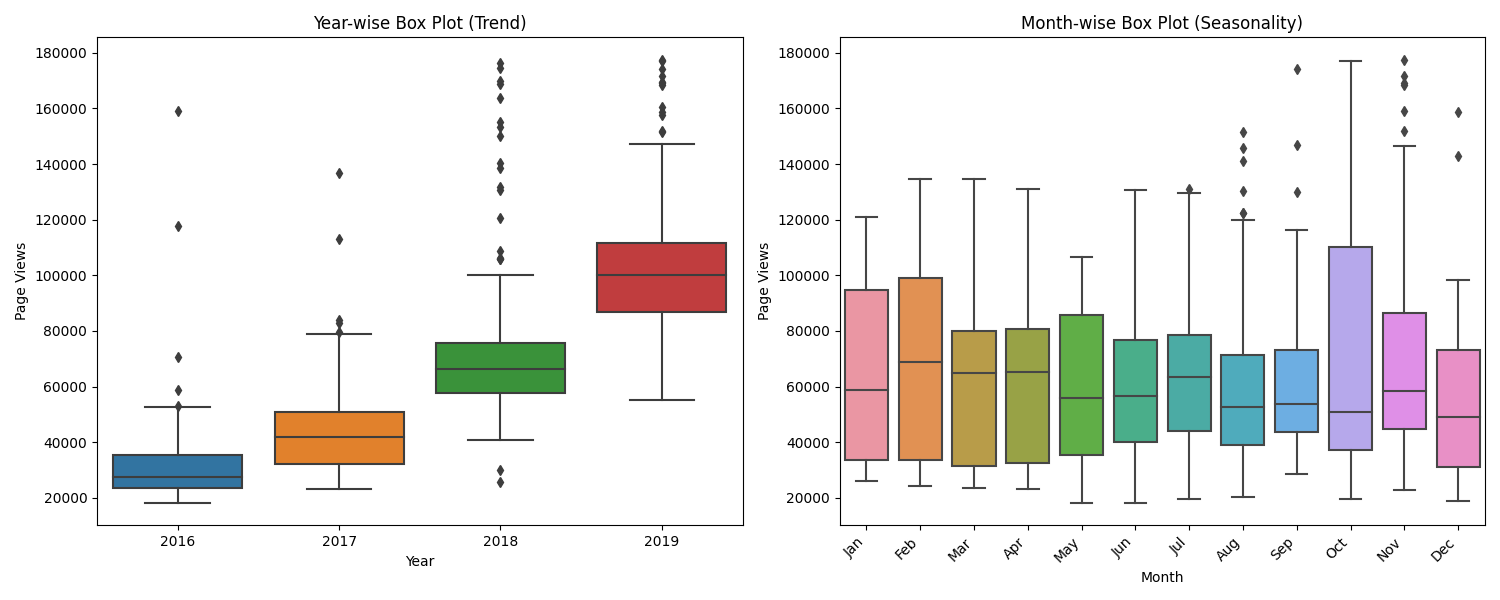 Year-wise Box Plot (Trend)
Page Views
180000
160000
140000
120000
100000
80000
60000
40000
20000
2016 2017 2018 2019
Year
Month-wise Box Plot (Seasonality)
Page Views
180000
160000
140000
120000
100000
80000
60000
40000
20000
Jan Feb Mar Apr May Jun Jul Aug Sep Oct Nov Dec
Month